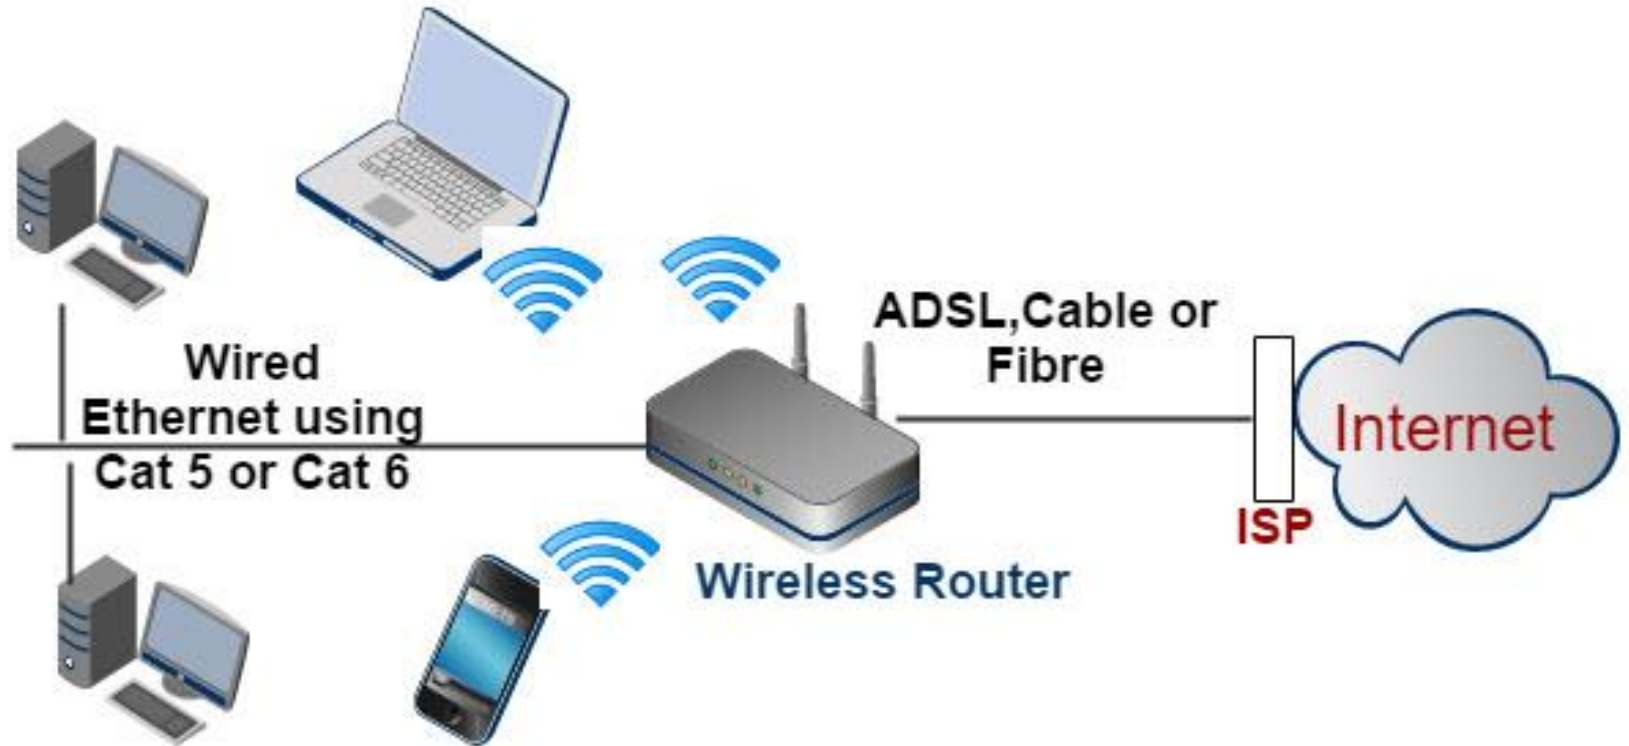 Wired
Ethernet using
Cat 5 or Cat 6
ADSL,Cable or
Fibre
Internet
ISP
Wireless Router